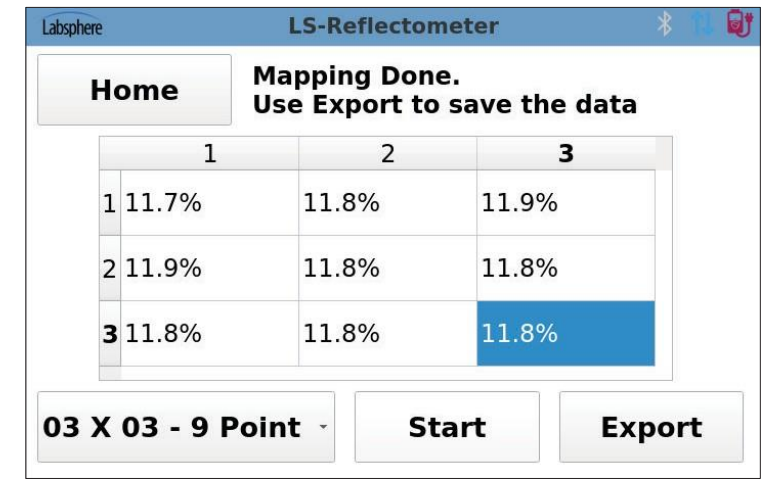 Labsphere LS-Reflectometer
Home
Mapping Done.
Use Export to save the data
1 2 3
1 11.7% 11.8% 11.9%
2 11.9% 11.8% 11.8%
3 11.8% 11.8% 11.8%
03 X 03 - 9 Point Start Export